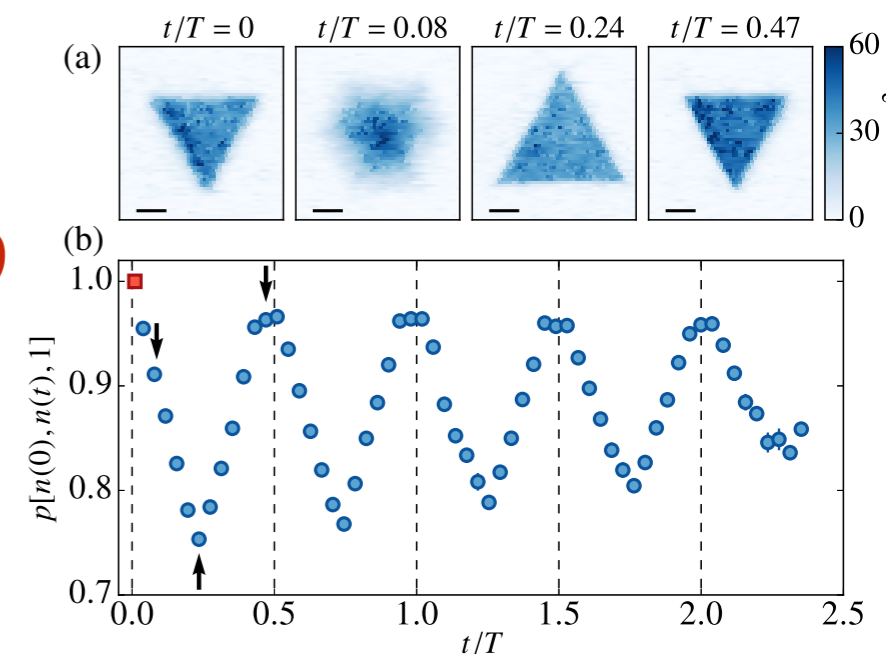 t/T = 0 t/T = 0.08 t/T = 0.24 t/T = 0.47
(a)
60
30
0
(b)
p[n(0), n(t), 1]
1.0
0.9
0.8
0.7
0.0 0.5 1.0 1.5 2.0 2.5
t/T